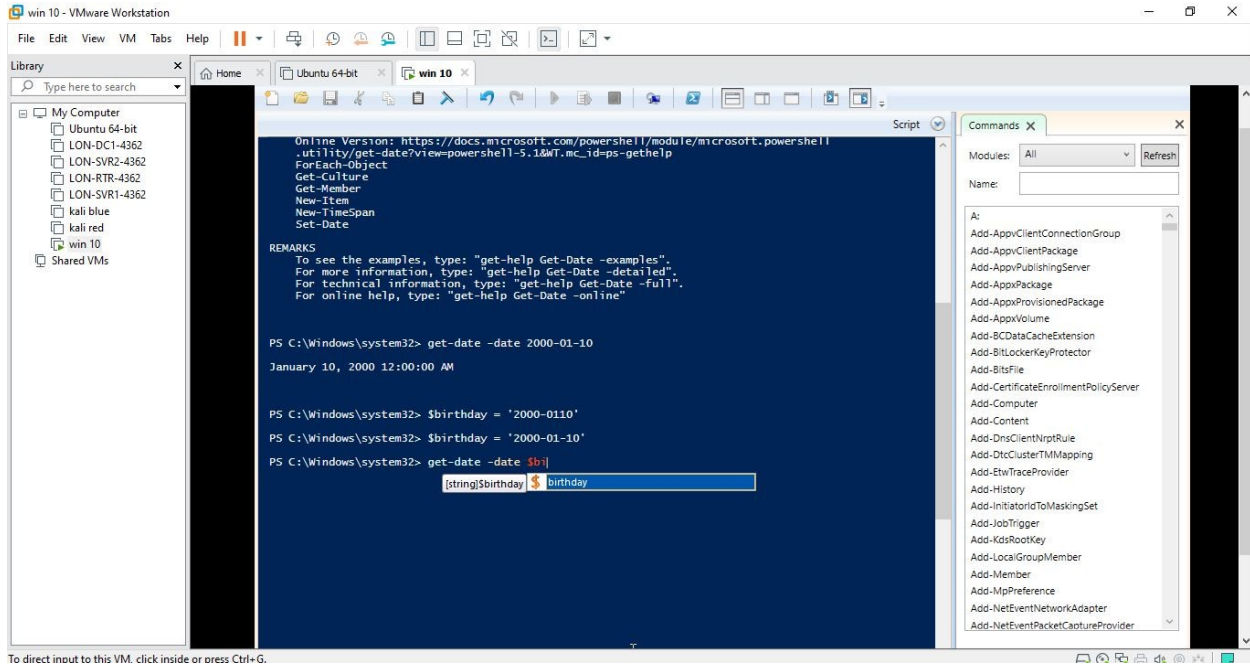 win 10 - VMware Workstation
File Edit View VM Tabs Help
Library
Type here to search
My Computer
Ubuntu 64-bit
LON-DC1-4362
LON-SVR2-4362
LON-RTR-4362
LON-SVR1-4362
kali blue
kali red
win 10
Shared VMs
Home
Ubuntu 64-bit
win 10
Script
Online Version: https://docs.microsoft.com/powershell/module/microsoft.powershell
.utility/get-date?view=powershell-5.1&WT.mc_id=ps-gethelp
ForEach-Object
Get-Culture
Get-Member
New-Item
New-TimeSpan
Set-Date
REMARKS
To see the examples, type: "get-help Get-Date -examples".
For more information, type: "get-help Get-Date -detailed".
For technical information, type: "get-help Get-Date -full".
For online help, type: "get-help Get-Date -online"
PS C:\Windows\system32> get-date -date 2000-01-10
January 10, 2000 12:00:00 AM
PS C:\Windows\system32> $birthday = '2000-0110'
PS C:\Windows\system32> $birthday = '2000-01-10'
PS C:\Windows\system32> get-date -date $bi
[string]$birthday
$ birthday
Commands
Modules: All Refresh
Name:
A:
Add-AppvClientConnectionGroup
Add-AppvClientPackage
Add-AppvPublishingServer
Add-AppxPackage
Add-AppxProvisionedPackage
Add-AppxVolume
Add-BCDataCacheExtension
Add-BitLockerKeyProtector
Add-BitsFile
Add-CertificateEnrollmentPolicyServer
Add-Computer
Add-Content
Add-DnsClientNrptRule
Add-DtcClusterTMMapping
Add-EtwTraceProvider
Add-History
Add-InitiatorIdToMaskingSet
Add-JobTrigger
Add-KdsRootKey
Add-LocalGroupMember
Add-Member
Add-MpPreference
Add-NetEventNetworkAdapter
Add-NetEventPacketCaptureProvider
To direct input to this VM, click inside or press Ctrl+G.